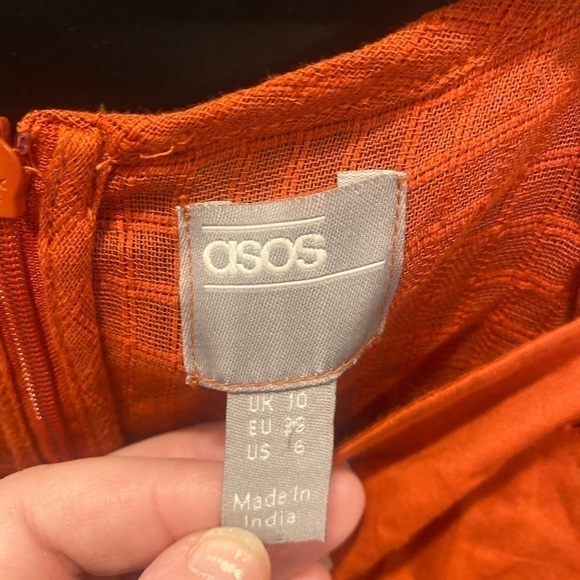 asos
UK 10
EU 38
US 6
Made in
India